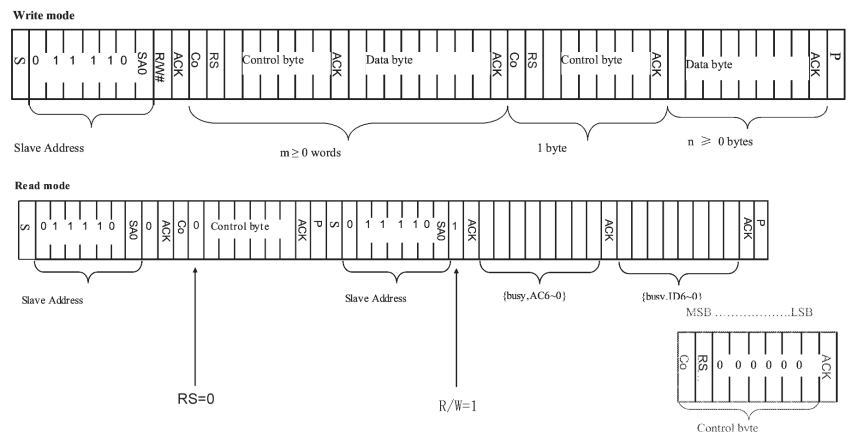 Write mode
S 0 1 1 1 1 0 SA0 R/W# ACK Co RS Control byte ACK Data byte ACK Co RS Control byte ACK Data byte ACK P
Slave Address
m ≥ 0 words
1 byte
n ≥ 0 bytes
Read mode
S 0 1 1 1 1 0 SA0 0 ACK Co 0 Control byte ACK P S 0 1 1 1 1 0 SA0 1 ACK ACK ACK P
Slave Address
Slave Address
{busy,AC6~0}
{busy,ID6~0}
MSB ....................LSB
Co RS 0 0 0 0 0 0 ACK
Control byte
RS=0
R/W=1